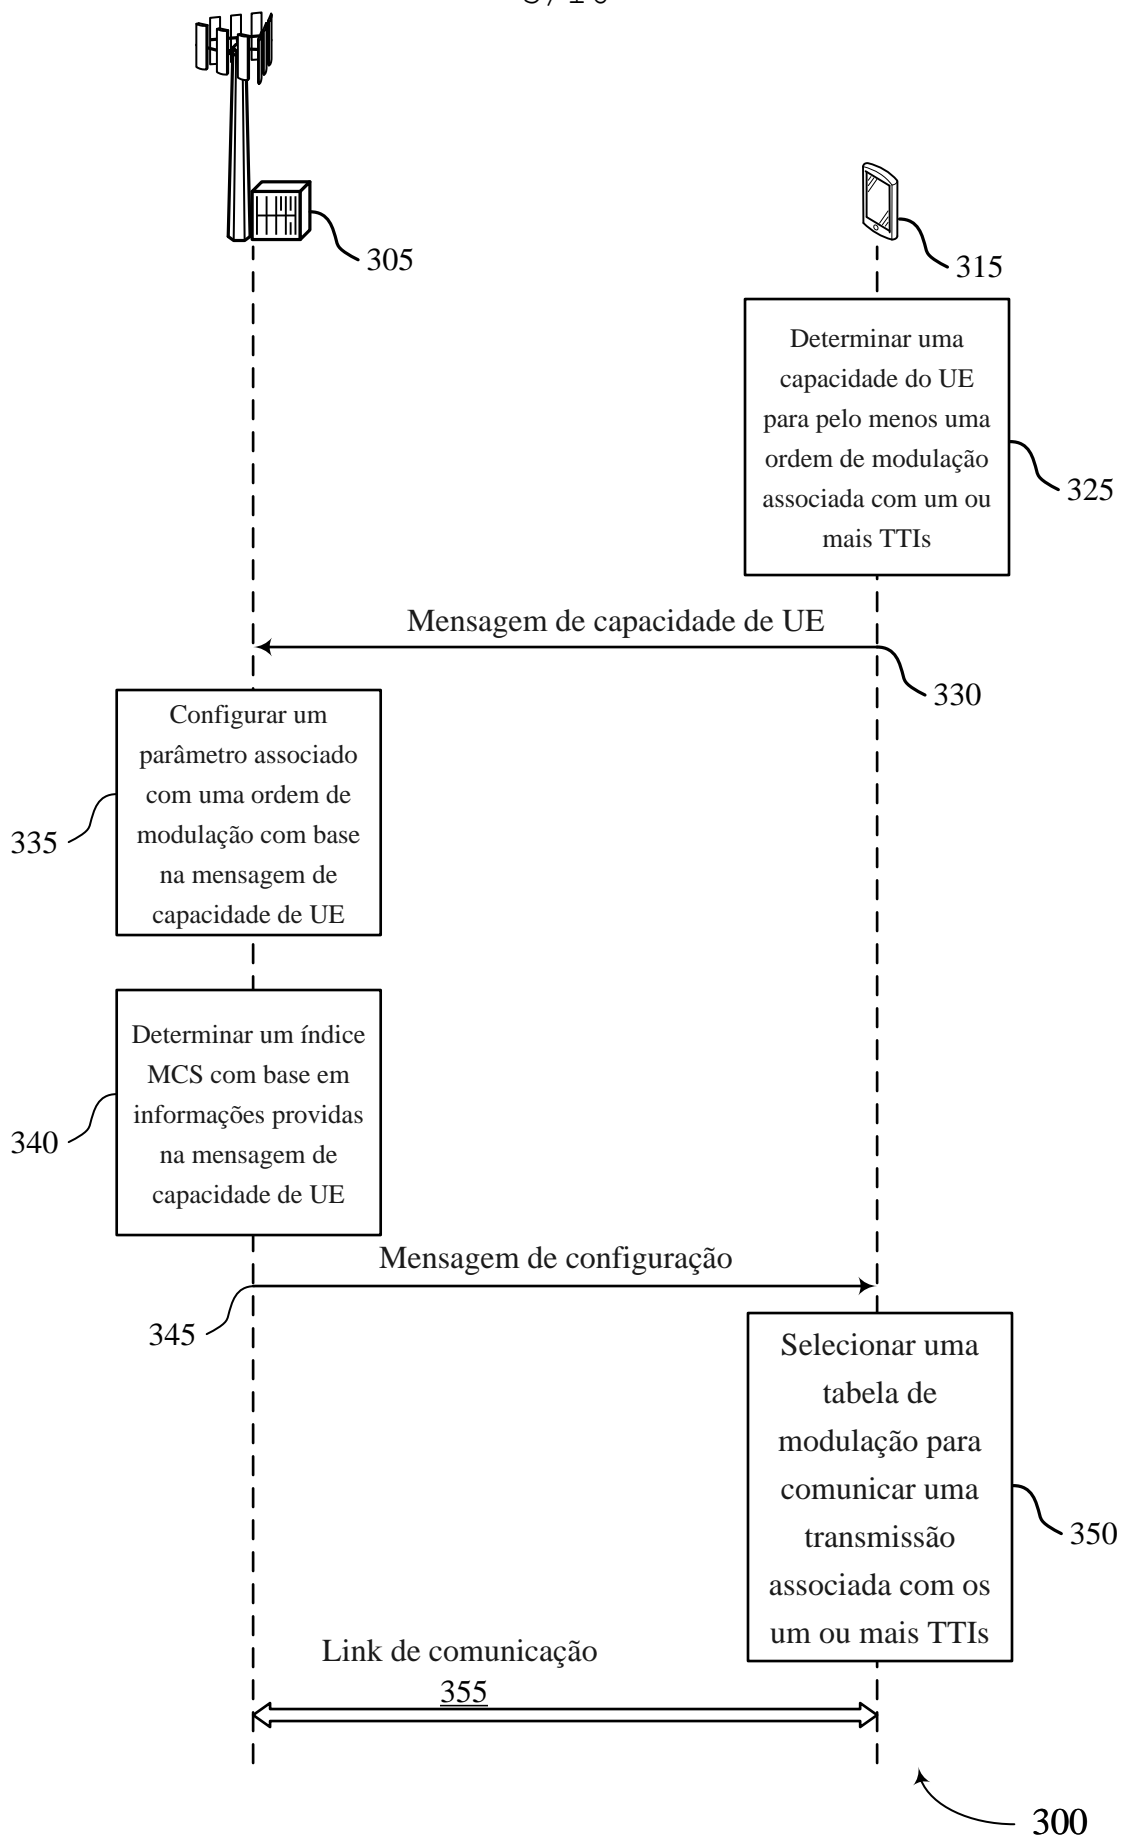 305
315
Determinar uma
capacidade do UE
para pelo menos uma
ordem de modulação
associada com um ou
mais TTIs
325
Mensagem de capacidade de UE
330
Configurar um
parâmetro associado
com uma ordem de
modulação com base
na mensagem de
capacidade de UE
335
Determinar um índice
MCS com base em
informações providas
na mensagem de
capacidade de UE
340
Mensagem de configuração
345
Selecionar uma
tabela de
modulação para
comunicar uma
transmissão
associada com os
um ou mais TTIs
350
Link de comunicação
355
300